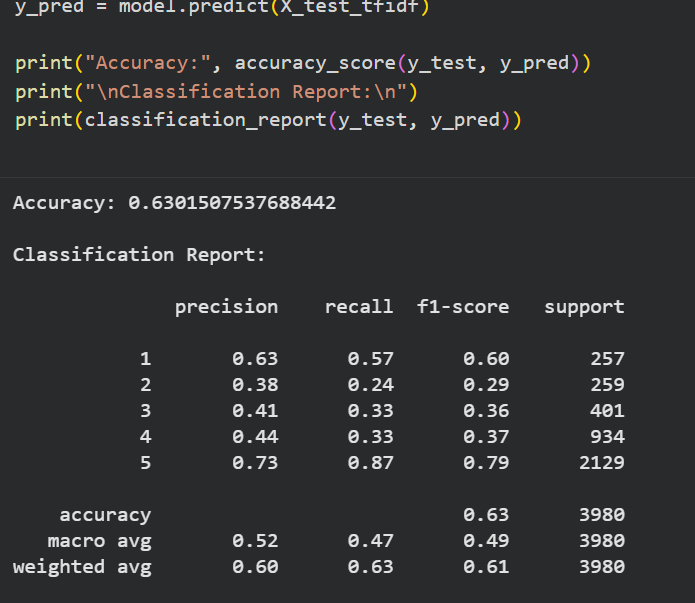 y_pred = model.predict(X_test_tfidf)
print("Accuracy:", accuracy_score(y_test, y_pred))
print("\nClassification Report:\n")
print(classification_report(y_test, y_pred))
Accuracy: 0.6301507537688442
Classification Report:
precision recall f1-score support
1 0.63 0.57 0.60 257
2 0.38 0.24 0.29 259
3 0.41 0.33 0.36 401
4 0.44 0.33 0.37 934
5 0.73 0.87 0.79 2129
accuracy 0.63 3980
macro avg 0.52 0.47 0.49 3980
weighted avg 0.60 0.63 0.61 3980